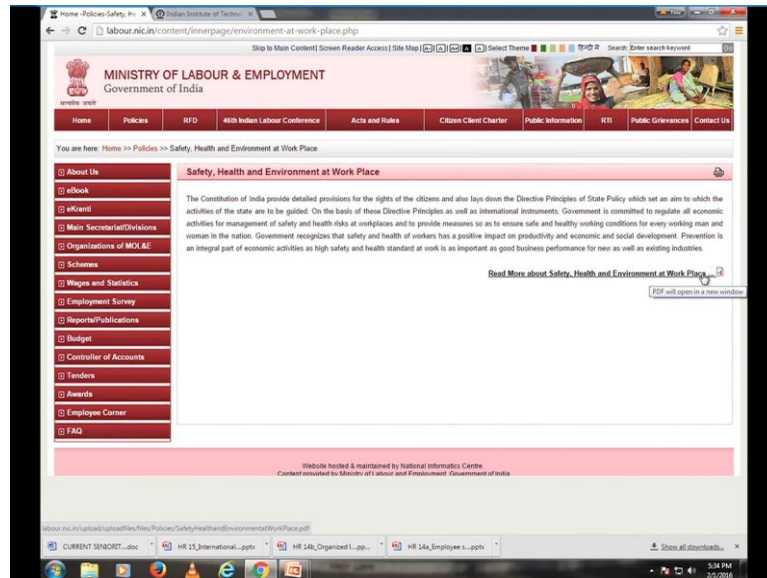 Home -Policies-Safety, He
Indian Institute of Techno
You
labour.nic.in/content/innerpage/environment-at-work-place.php
Skip to Main Content| Screen Reader Access| Site Map |
A-
A
A+
A
A
Select Theme
हिन्दी में
Search:
Enter search keyword
Go
सत्यमेव जयते
MINISTRY OF LABOUR & EMPLOYMENT
Government of India
Home
Policies
RFD
46th Indian Labour Conference
Acts and Rules
Citizen Client Charter
Public Information
RTI
Public Grievances
Contact Us
You are here: Home >> Policies >> Safety, Health and Environment at Work Place
About Us
eBook
eKranti
Main Secretariat/Divisions
Organizations of MOL&E
Schemes
Wages and Statistics
Employment Survey
Reports/Publications
Budget
Controller of Accounts
Tenders
Awards
Employee Corner
FAQ
Safety, Health and Environment at Work Place
The Constitution of India provide detailed provisions for the rights of the citizens and also lays down the Directive Principles of State Policy which set an aim to which the
activities of the state are to be guided. On the basis of these Directive Principles as well as international instruments, Government is committed to regulate all economic
activities for management of safety and health risks at workplaces and to provide measures so as to ensure safe and healthy working conditions for every working man and
woman in the nation. Government recognizes that safety and health of workers has a positive impact on productivity and economic and social development. Prevention is
an integral part of economic activities as high safety and health standard at work is as important as good business performance for new as well as existing industries.
Read More about Safety, Health and Environment at Work Place ...
PDF will open in a new window
Website hosted & maintained by National Informatics Centre.
Content provided by Ministry of Labour and Employment, Government of India
labour.nic.in/upload/uploadfiles/files/Policies/SafetyHealthandEnvironmentatWorkPlace.pdf
CURRENT SENIORIT....doc
HR 15_International....pptx
HR 14b_Organized l....pp...
HR 14a_Employee s....pptx
Show all downloads...
5:34 PM
2/1/2016